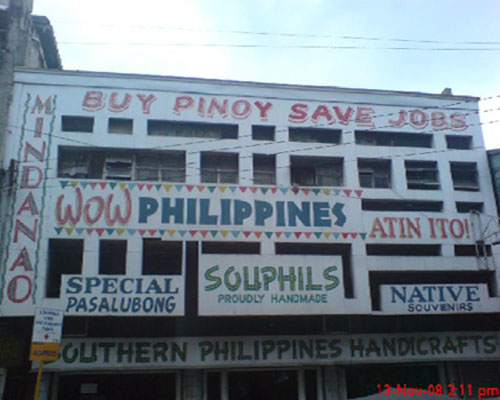 BUY PINOY SAVE JOBS
MINDANAO
WOW PHILIPPINES
ATIN ITO!
SPECIAL
PASALUBONG
SOUPHILS
PROUDLY HANDMADE
NATIVE
SOUVENIRS
SOUTHERN PHILIPPINES HANDICRAFTS
13-Nov-08 2:11 pm